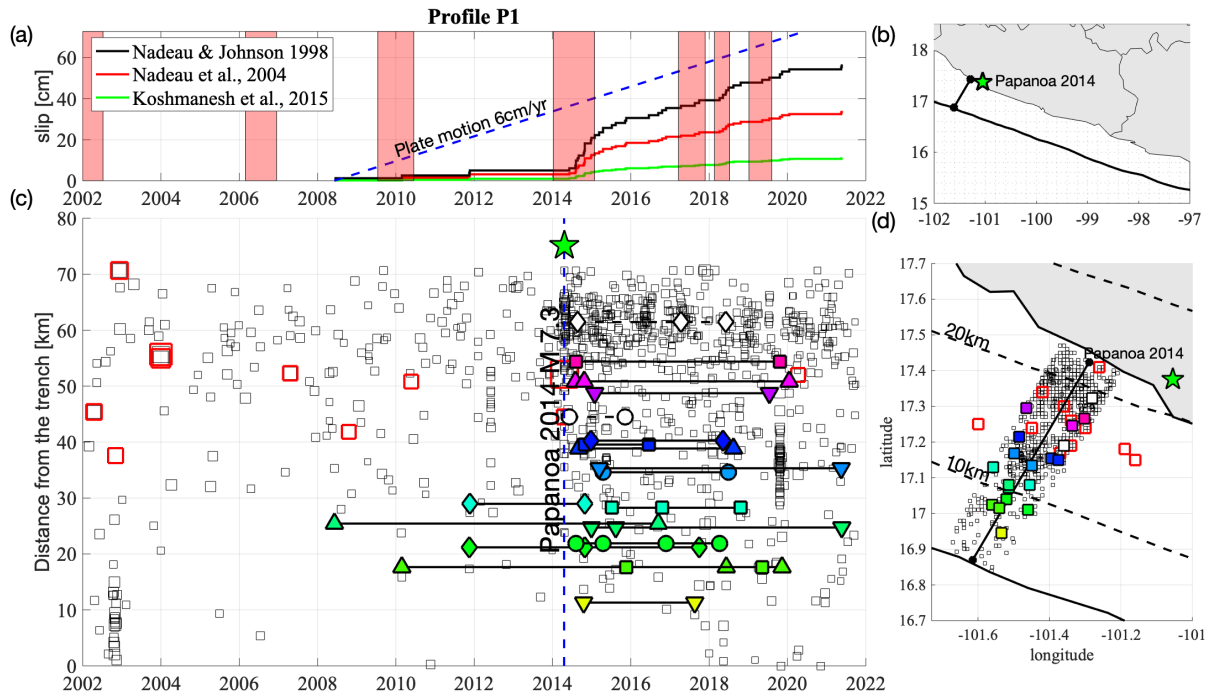 Profile P1
(a)
Nadeau & Johnson 1998
Nadeau et al., 2004
Koshmanesh et al., 2015
Plate motion 6cm/yr
slip [cm]
60
40
20
0
2002 2004 2006 2008 2010 2012 2014 2016 2018 2020 2022
(b)
Papanoa 2014
18
17
16
15
-102 -101 -100 -99 -98 -97
(c)
Distance from the trench [km]
80
70
60
50
40
30
20
10
0
Papanoa 2014 M 7.3
2002 2004 2006 2008 2010 2012 2014 2016 2018 2020 2022
(d)
latitude
17.7
17.6
17.5
17.4
17.3
17.2
17.1
17
16.9
16.8
16.7
20km
Papanoa 2014
10km
-101.6 -101.4 -101.2 -101
longitude